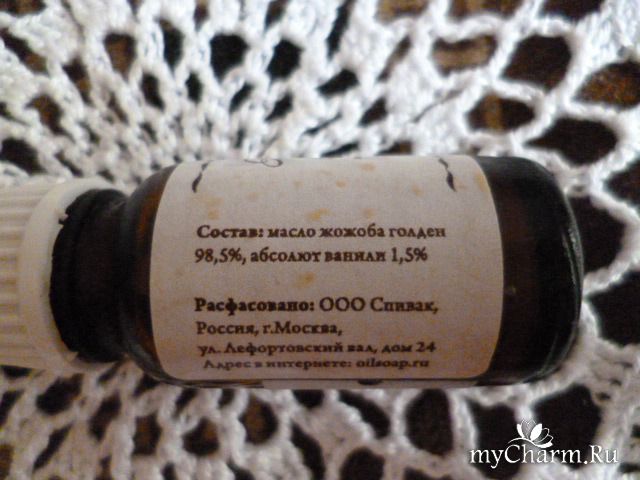 Состав: масло жожоба голден
98,5%, абсолют ванили 1,5%
Расфасовано: ООО Спивак,
Россия, г.Москва,
ул. Лефортовский вал, дом 24
Адрес в интернете: oilsoap.ru
myCharm.Ru